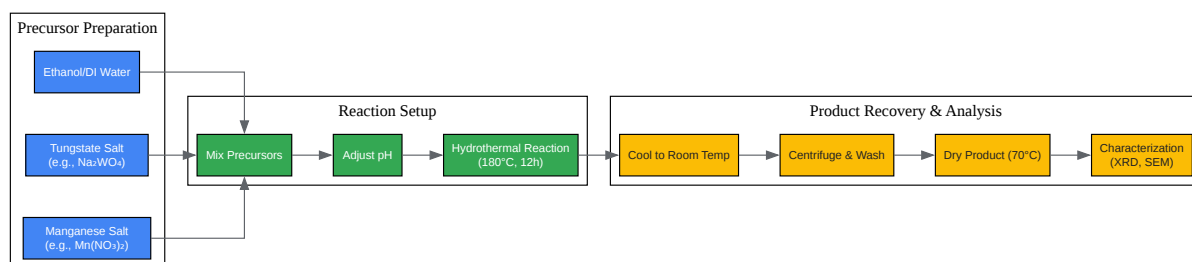 Precursor Preparation
Ethanol/DI Water
Tungstate Salt
(e.g., Na₂WO₄)
Manganese Salt
(e.g., Mn(NO₃)₂)
Reaction Setup
Mix Precursors
Adjust pH
Hydrothermal Reaction
(180°C, 12h)
Product Recovery & Analysis
Cool to Room Temp
Centrifuge & Wash
Dry Product (70°C)
Characterization
(XRD, SEM)